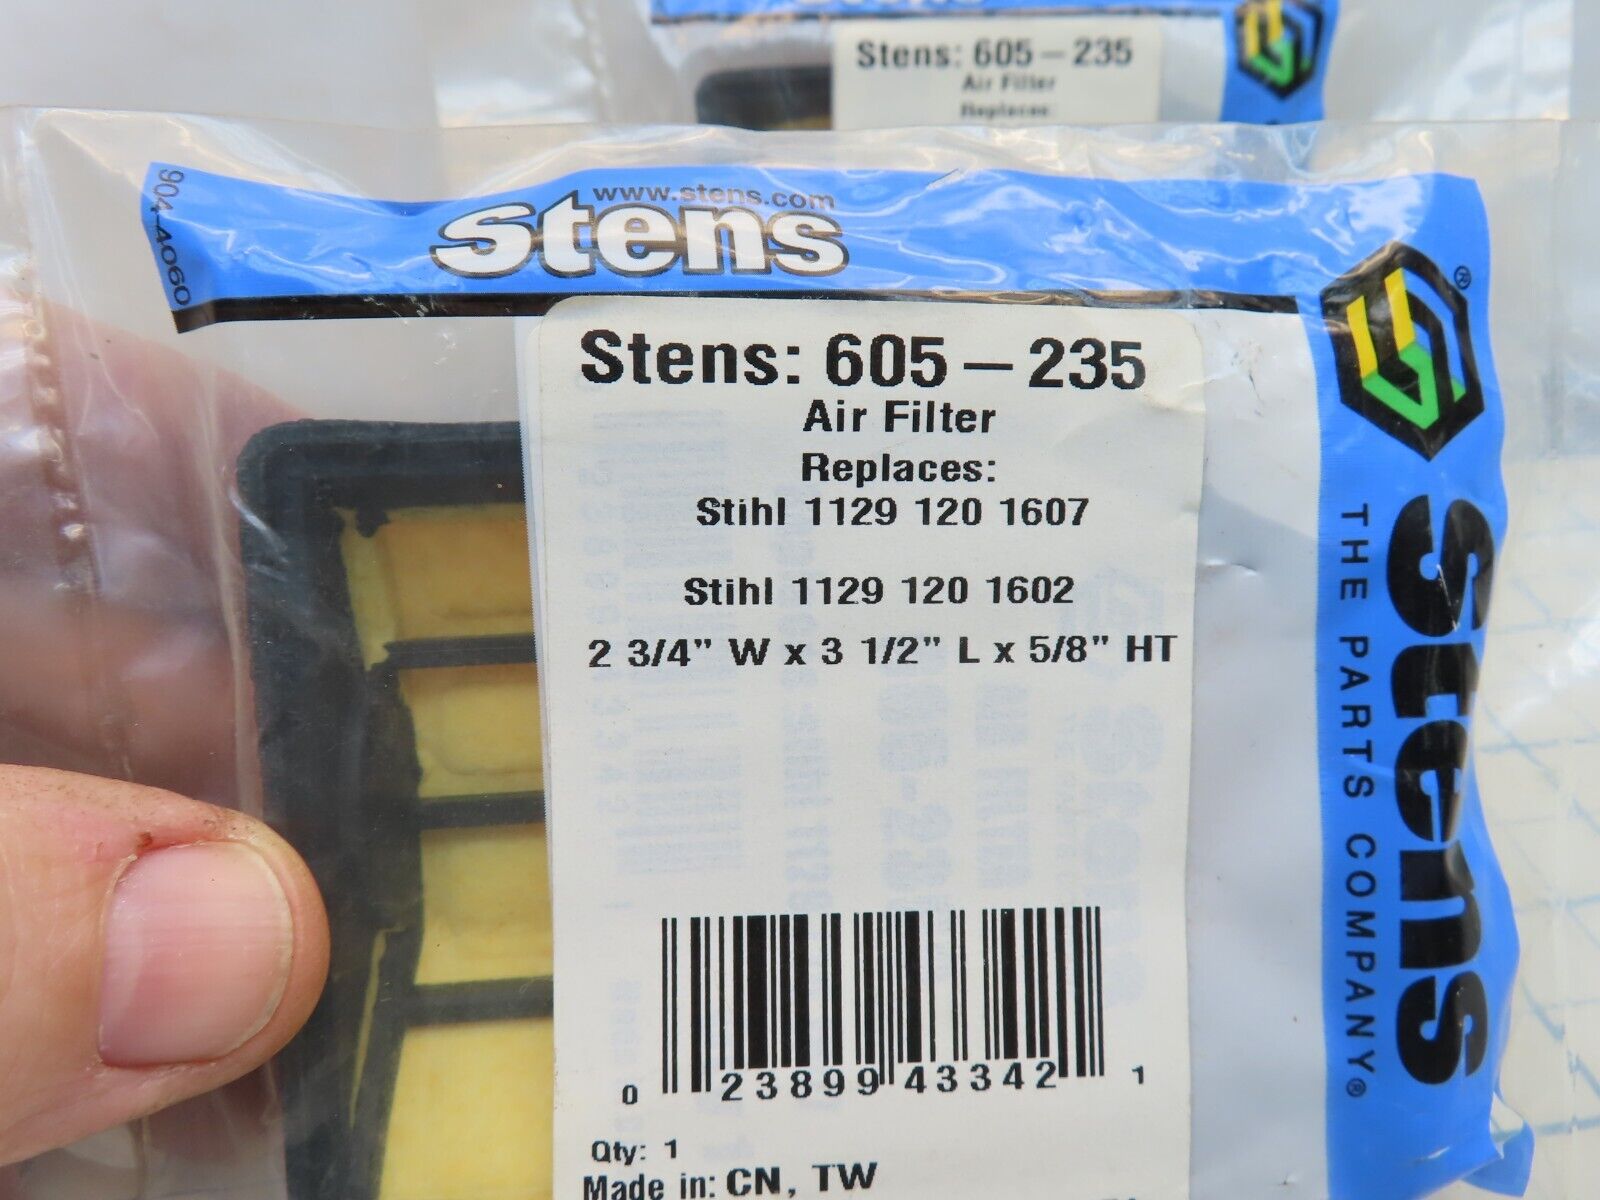 Stens
Stens: 605-235
Air Filter
Replaces:
904-4060
www.stens.com
stens
®
Stens: 605-235
Air Filter
Replaces:
Stihl 1129 120 1607
Stihl 1129 120 1602
2 3/4" W x 3 1/2" L x 5/8" HT
0 23899 43342 1
Qty: 1
Made in: CN, TW
stens
THE PARTS COMPANY®